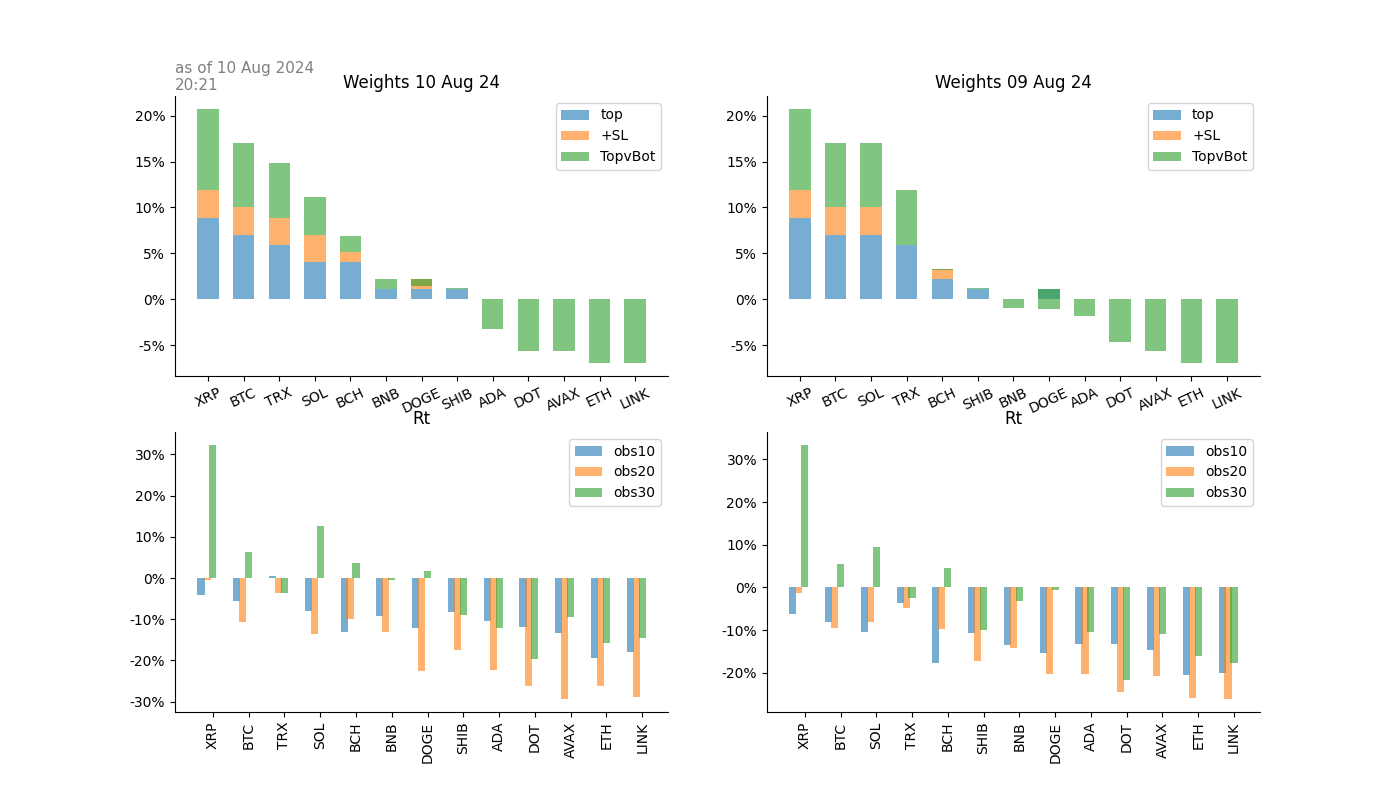 as of 10 Aug 2024
20:21
Weights 10 Aug 24
20%
15%
10%
5%
0%
-5%
top
+SL
TopvBot
XRP BTC TRX SOL BCH BNB DOGE SHIB ADA DOT AVAX ETH LINK
Weights 09 Aug 24
20%
15%
10%
5%
0%
-5%
top
+SL
TopvBot
XRP BTC SOL TRX BCH SHIB BNB DOGE ADA DOT AVAX ETH LINK
Rt
30%
20%
10%
0%
-10%
-20%
-30%
obs10
obs20
obs30
XRP BTC TRX SOL BCH BNB DOGE SHIB ADA DOT AVAX ETH LINK
Rt
30%
20%
10%
0%
-10%
-20%
obs10
obs20
obs30
XRP BTC SOL TRX BCH SHIB BNB DOGE ADA DOT AVAX ETH LINK